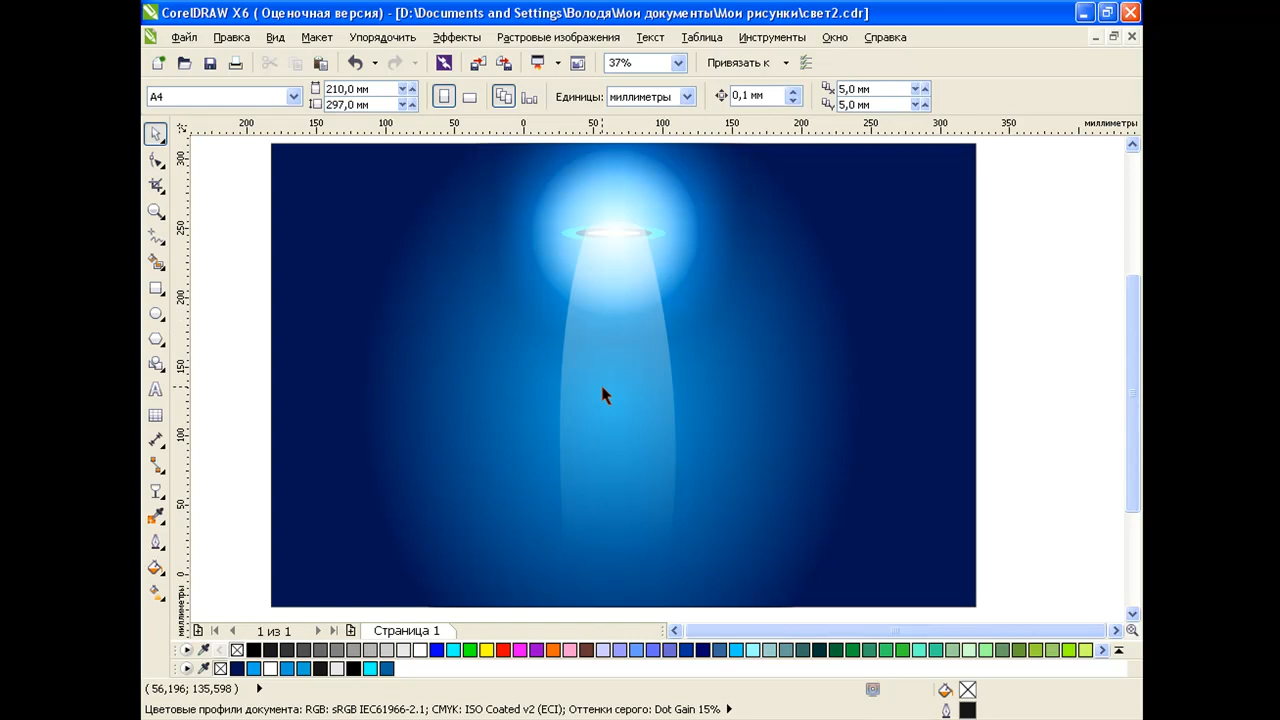 CorelDRAW X6 ( Оценочная версия) - [D:\Documents and Settings\Володя\Мои документы\Мои рисунки\свет2.cdr]
Файл Правка Вид Макет Упорядочить Эффекты Растровые изображения Текст Таблица Инструменты Окно Справка
37% Привязать к
A4 210,0 мм 297,0 мм Единицы: миллиметры 0,1 мм 5,0 мм 5,0 мм
200 150 100 50 0 50 100 150 200 250 300 350 миллиметры
300
250
200
150
100
50
0
миллиметры
1 из 1 Страница 1
( 56,196; 135,598 )
Цветовые профили документа: RGB: sRGB IEC61966-2.1; CMYK: ISO Coated v2 (ECI); Оттенки серого: Dot Gain 15%